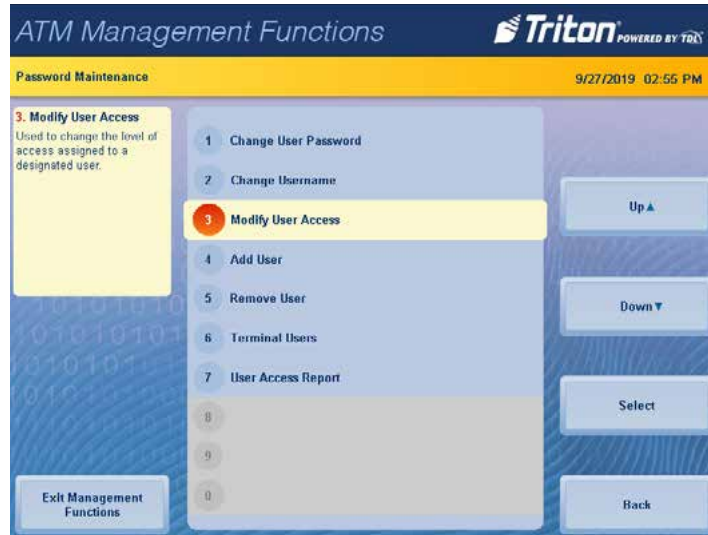 ATM Management Functions
Triton POWERED BY TDL
Password Maintenance
9/27/2019 02:55 PM
3. Modify User Access
Used to change the level of
access assigned to a
designated user.
1 Change User Password
2 Change Username
3 Modify User Access
4 Add User
5 Remove User
6 Terminal Users
7 User Access Report
8
9
0
Up▲
Down▼
Select
Back
Exit Management
Functions